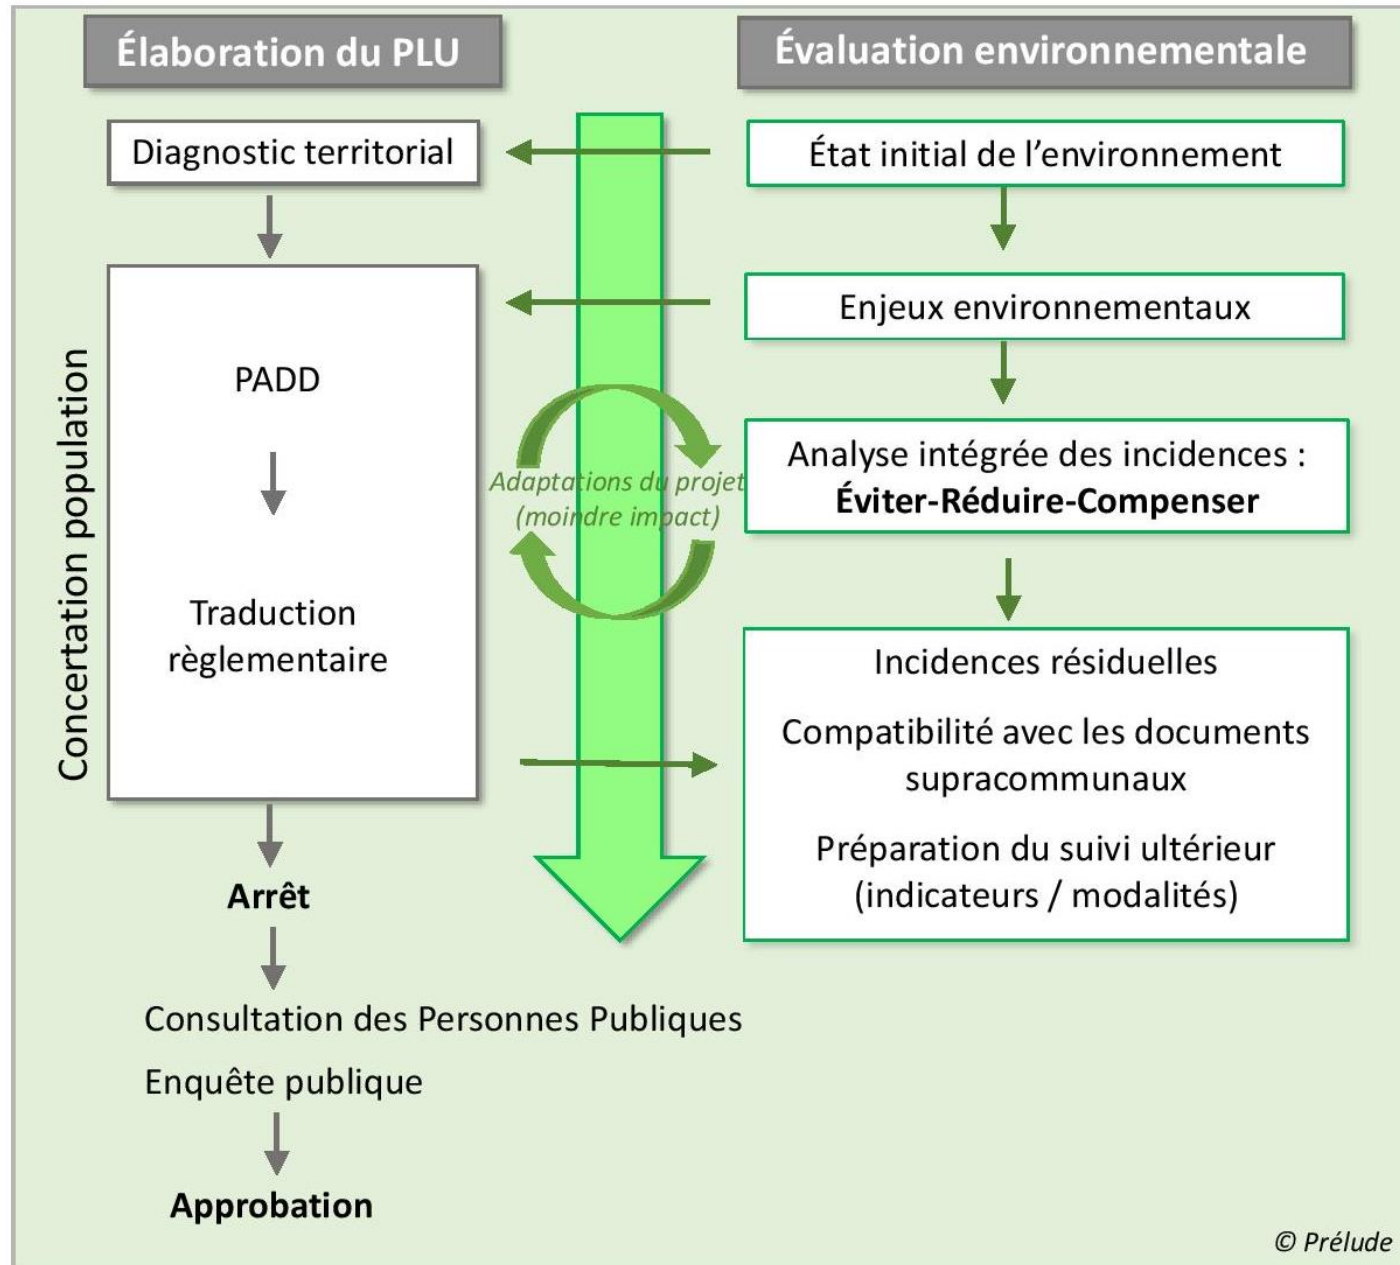 Élaboration du PLU
Évaluation environnementale
Diagnostic territorial
État initial de l’environnement
Enjeux environnementaux
PADD
Concertation population
Adaptations du projet
(moindre impact)
Analyse intégrée des incidences :
Éviter-Réduire-Compenser
Traduction
règlementaire
Incidences résiduelles
Compatibilité avec les documents
supracommunaux
Préparation du suivi ultérieur
(indicateurs / modalités)
Arrêt
Consultation des Personnes Publiques
Enquête publique
Approbation
© Prélude